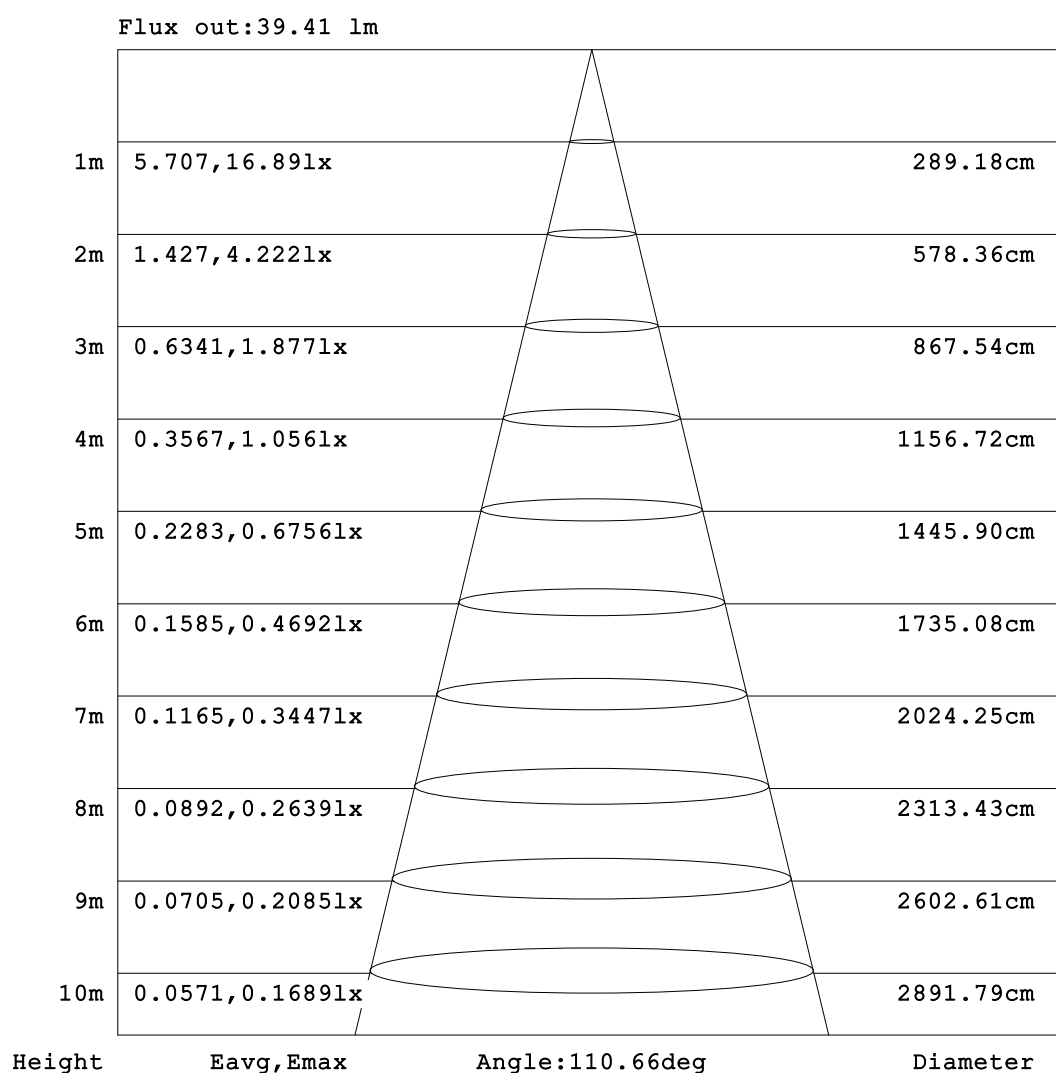 Flux out:39.41 lm
1m 5.707,16.89lx 289.18cm
2m 1.427,4.222lx 578.36cm
3m 0.6341,1.877lx 867.54cm
4m 0.3567,1.056lx 1156.72cm
5m 0.2283,0.6756lx 1445.90cm
6m 0.1585,0.4692lx 1735.08cm
7m 0.1165,0.3447lx 2024.25cm
8m 0.0892,0.2639lx 2313.43cm
9m 0.0705,0.2085lx 2602.61cm
10m 0.0571,0.1689lx 2891.79cm
Height Eavg,Emax Angle:110.66deg Diameter